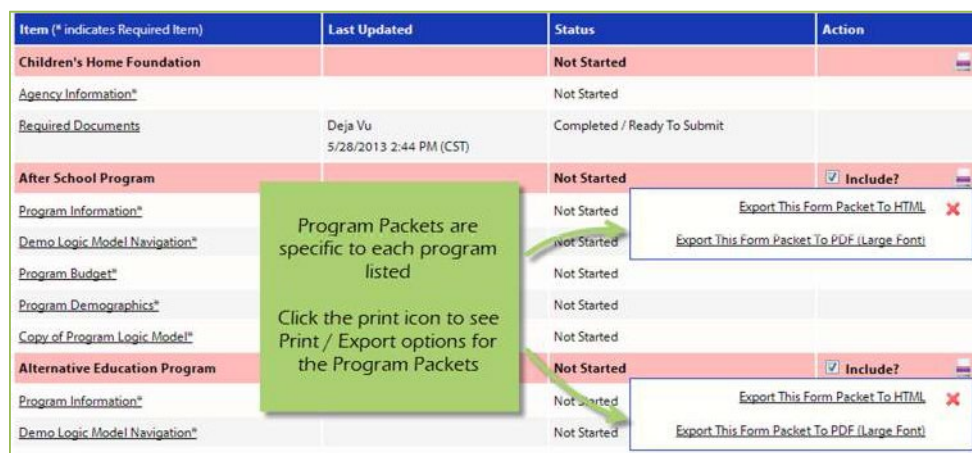 Item (* indicates Required Item) Last Updated Status Action
Children's Home Foundation Not Started
Agency Information* Not Started
Required Documents Deja Vu Completed / Ready To Submit
5/28/2013 2:44 PM (CST)
After School Program Not Started Include?
Program Information* Not Started Export This Form Packet To HTML
Demo Logic Model Navigation* Not Started Export This Form Packet To PDF (Large Font)
Program Budget* Not Started
Program Demographics* Not Started
Copy of Program Logic Model* Not Started
Alternative Education Program Not Started Include?
Program Information* Not Started Export This Form Packet To HTML
Demo Logic Model Navigation* Not Started Export This Form Packet To PDF (Large Font)
Program Packets are
specific to each program
listed
Click the print icon to see
Print / Export options for
the Program Packets